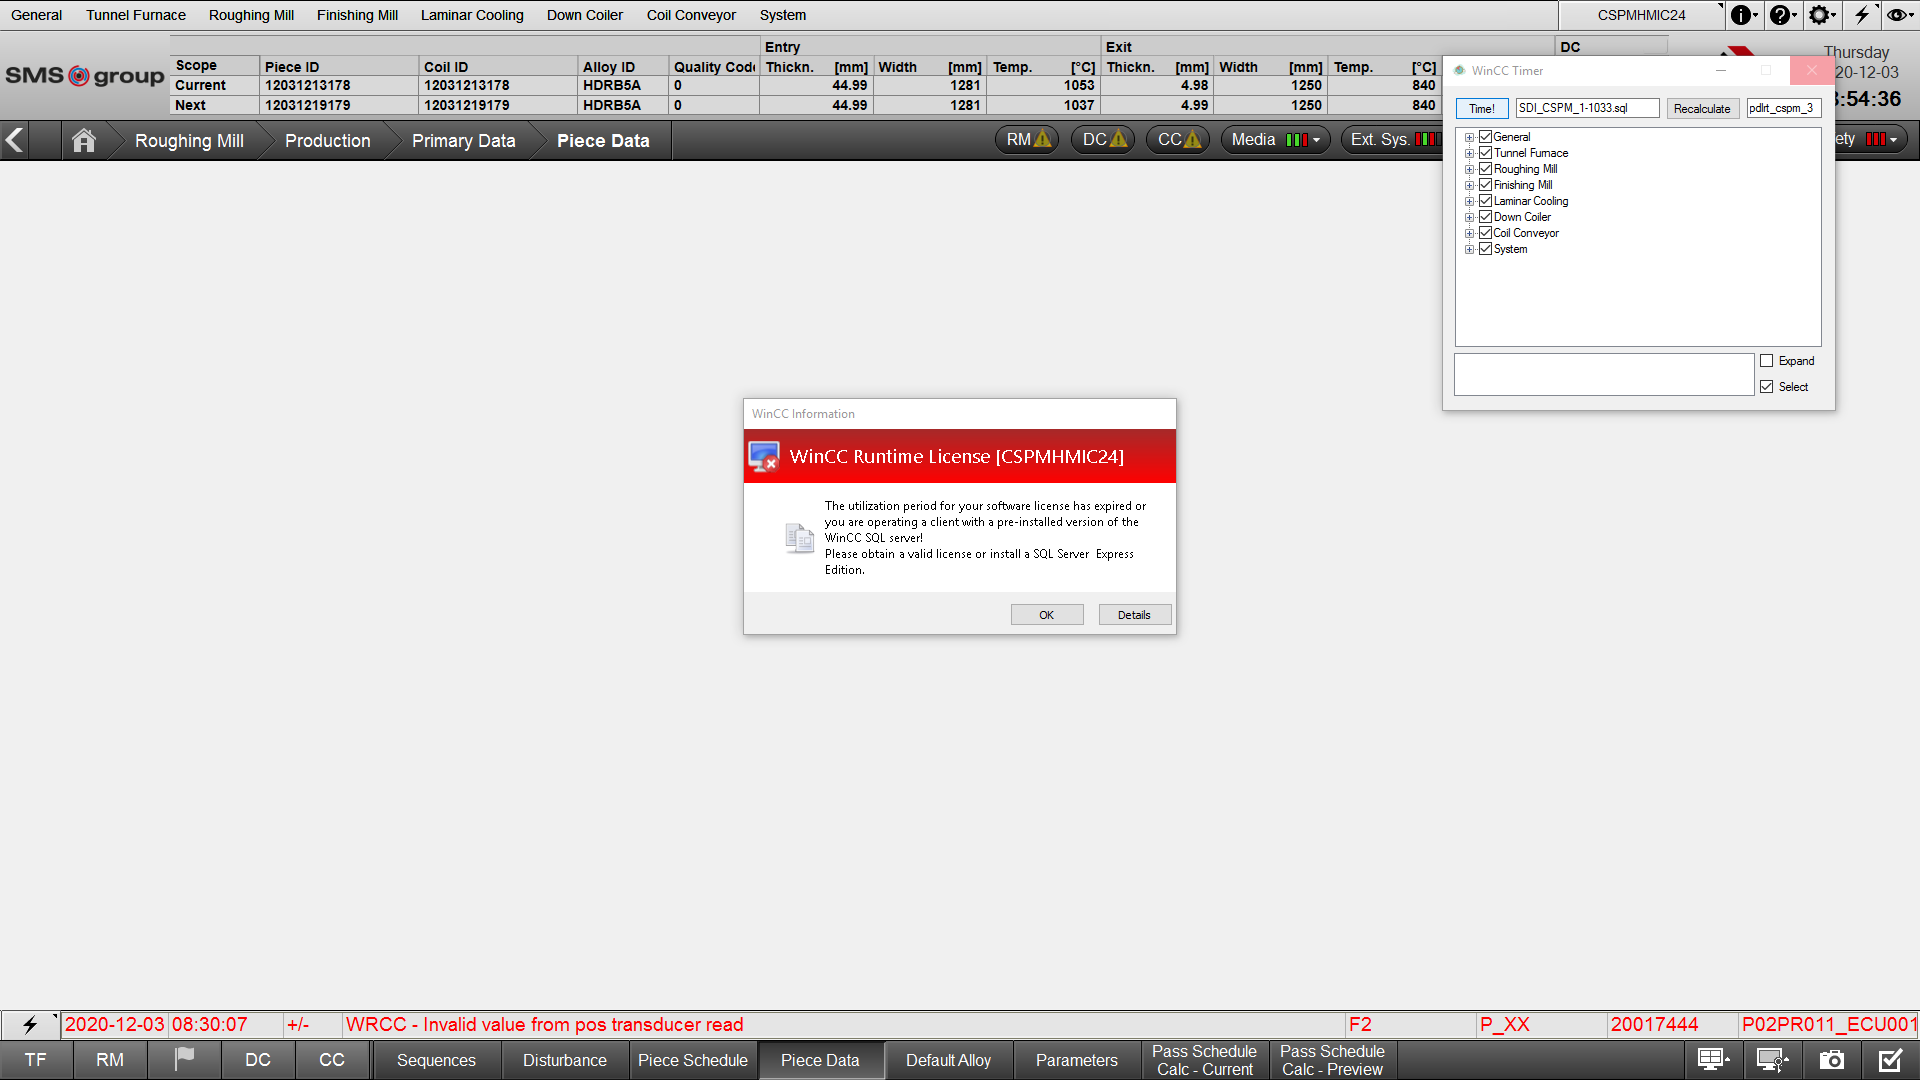 General Tunnel Furnace Roughing Mill Finishing Mill Laminar Cooling Down Coiler Coil Conveyor System CSPMHMIC24
Entry Exit DC
Scope Piece ID Coil ID Alloy ID Quality Code Thickn. [mm] Width [mm] Temp. [°C] Thickn. [mm] Width [mm] Temp. [°C]
Current 12031213178 12031213178 HDRB5A 0 44.99 1281 1053 4.98 1250 840
Next 12031219179 12031219179 HDRB5A 0 44.99 1281 1037 4.99 1250 840
SMS group
Thursday
20-12-03
:54:36
Roughing Mill Production Primary Data Piece Data RM DC CC Media Ext. Sys. ety
WinCC Timer
Time! SDI_CSPM_1-1033.sql Recalculate pdlrt_cspm_3
General
Tunnel Furnace
Roughing Mill
Finishing Mill
Laminar Cooling
Down Coiler
Coil Conveyor
System
Expand
Select
WinCC Information
WinCC Runtime License [CSPMHMIC24]
The utilization period for your software license has expired or
you are operating a client with a pre-installed version of the
WinCC SQL server!
Please obtain a valid license or install a SQL Server Express
Edition.
OK Details
2020-12-03 08:30:07 +/- WRCC - Invalid value from pos transducer read F2 P_XX 20017444 P02PR011_ECU001
TF RM DC CC Sequences Disturbance Piece Schedule Piece Data Default Alloy Parameters
Pass Schedule
Calc - Current
Pass Schedule
Calc - Preview